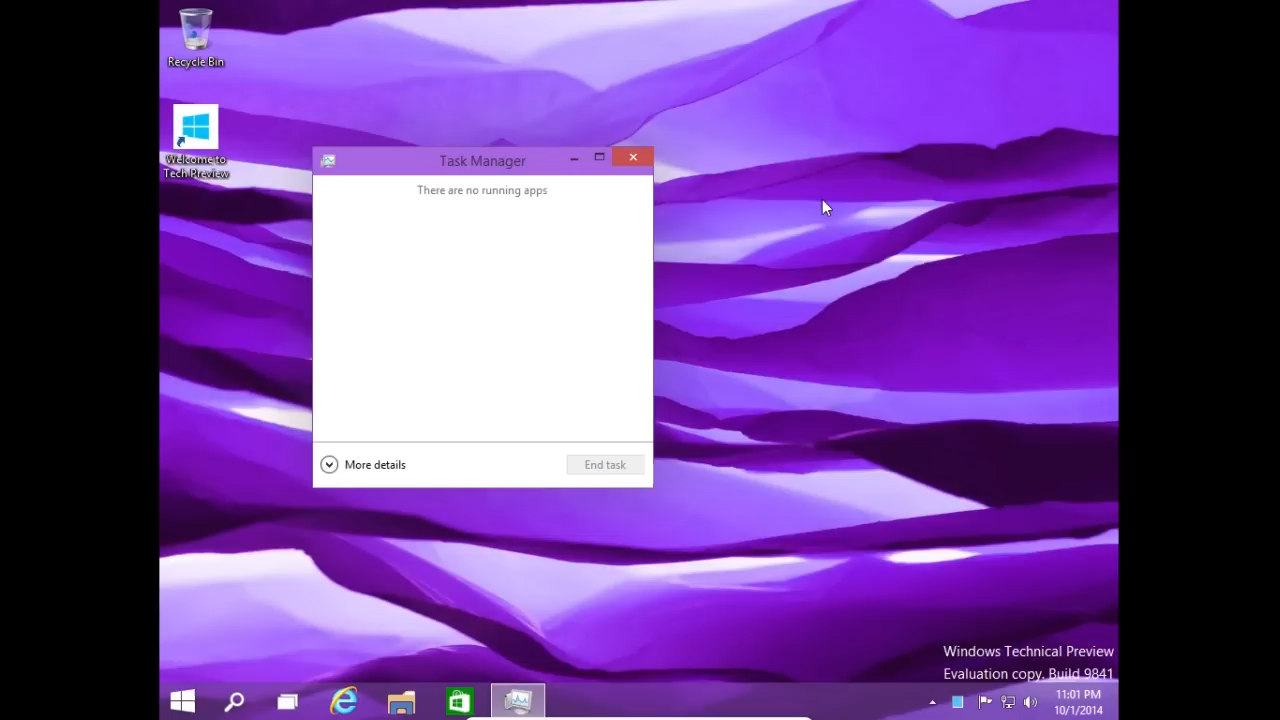 Recycle Bin
Welcome to
Tech Preview
Task Manager
There are no running apps
More details
End task
Windows Technical Preview
Evaluation copy. Build 9841
11:01 PM
10/1/2014